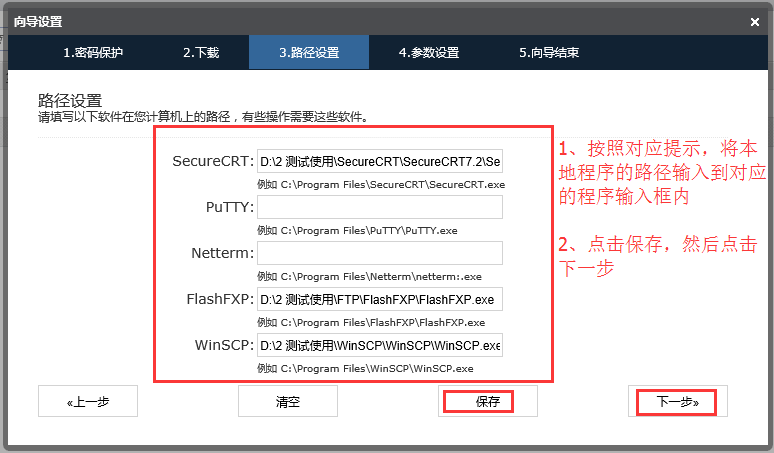 向导设置
1.密码保护 2.下载 3.路径设置 4.参数设置 5.向导结束
路径设置
请填写以下软件在您计算机上的路径，有些操作需要这些软件。
SecureCRT: D:\2 测试使用\SecureCRT\SecureCRT7.2\Se
例如 C:\Program Files\SecureCRT\SecureCRT.exe
PuTTY:
例如 C:\Program Files\PuTTY\PuTTY.exe
Netterm:
例如 C:\Program Files\Netterm\netterm:.exe
FlashFXP: D:\2 测试使用\FTP\FlashFXP\FlashFXP.exe
例如 C:\Program Files\FlashFXP\FlashFXP.exe
WinSCP: D:\2 测试使用\WinSCP\WinSCP\WinSCP.exe
例如 C:\Program Files\WinSCP\WinSCP.exe
1、按照对应提示，将本
地程序的路径输入到对应
的程序输入框内
2、点击保存，然后点击
下一步
«上一步 清空 保存 下一步»